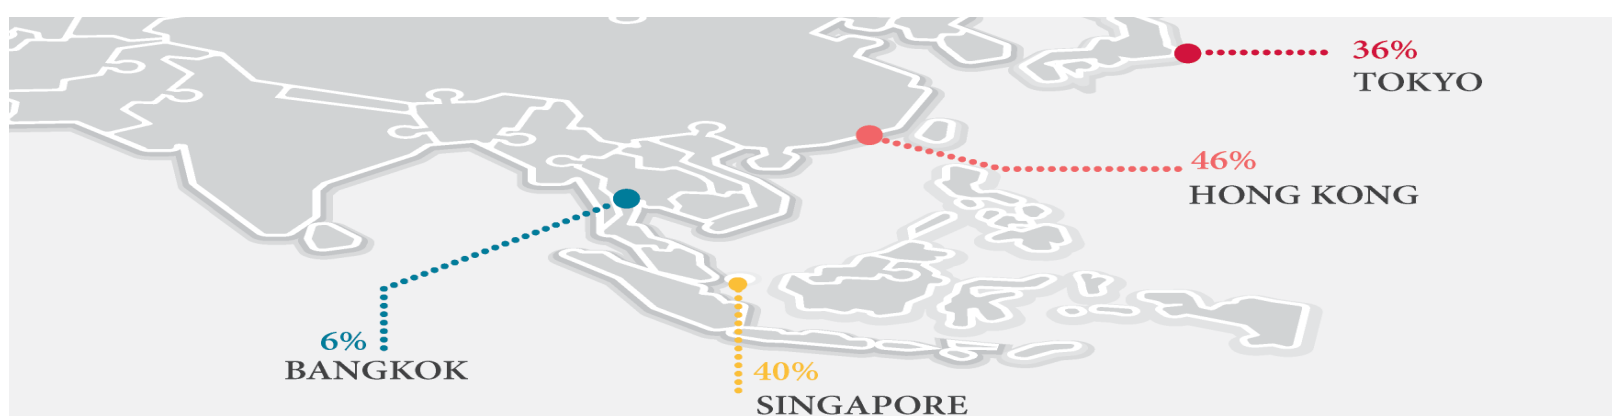 36%
TOKYO
46%
HONG KONG
6%
BANGKOK
40%
SINGAPORE